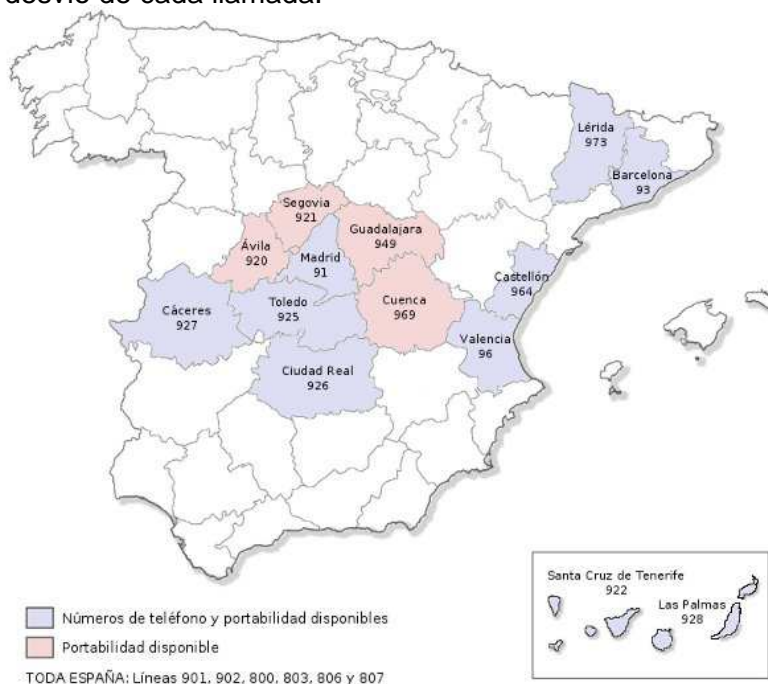 desvío de cada llamada.
Lérida
973
Barcelona
93
Segovia
921
Guadalajara
949
Ávila
920
Madrid
91
Castellón
964
Cáceres
927
Toledo
925
Cuenca
969
Valencia
96
Ciudad Real
926
Santa Cruz de Tenerife
922
Las Palmas
928
Números de teléfono y portabilidad disponibles
Portabilidad disponible
TODA ESPAÑA: Líneas 901, 902, 800, 803, 806 y 807